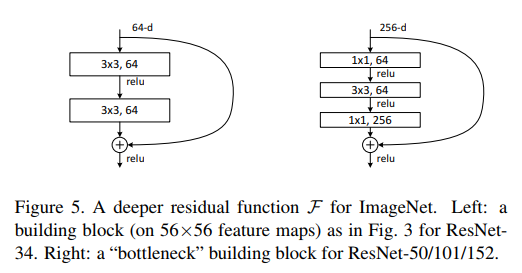 64-d
3x3, 64
relu
3x3, 64
+
relu
256-d
1x1, 64
relu
3x3, 64
relu
1x1, 256
+
relu
Figure 5. A deeper residual function F for ImageNet. Left: a
building block (on 56×56 feature maps) as in Fig. 3 for ResNet-
34. Right: a “bottleneck” building block for ResNet-50/101/152.